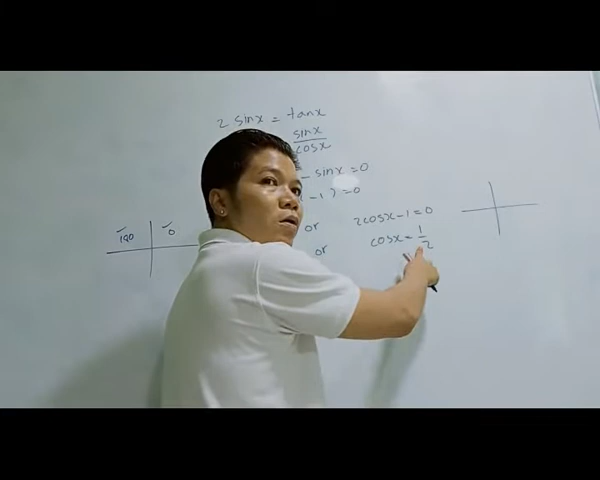 2 sinx = tanx
sinx
cosx
- sinx = 0
- 1) = 0
or 2cosx - 1 = 0
or cosx = 1/2
180 0